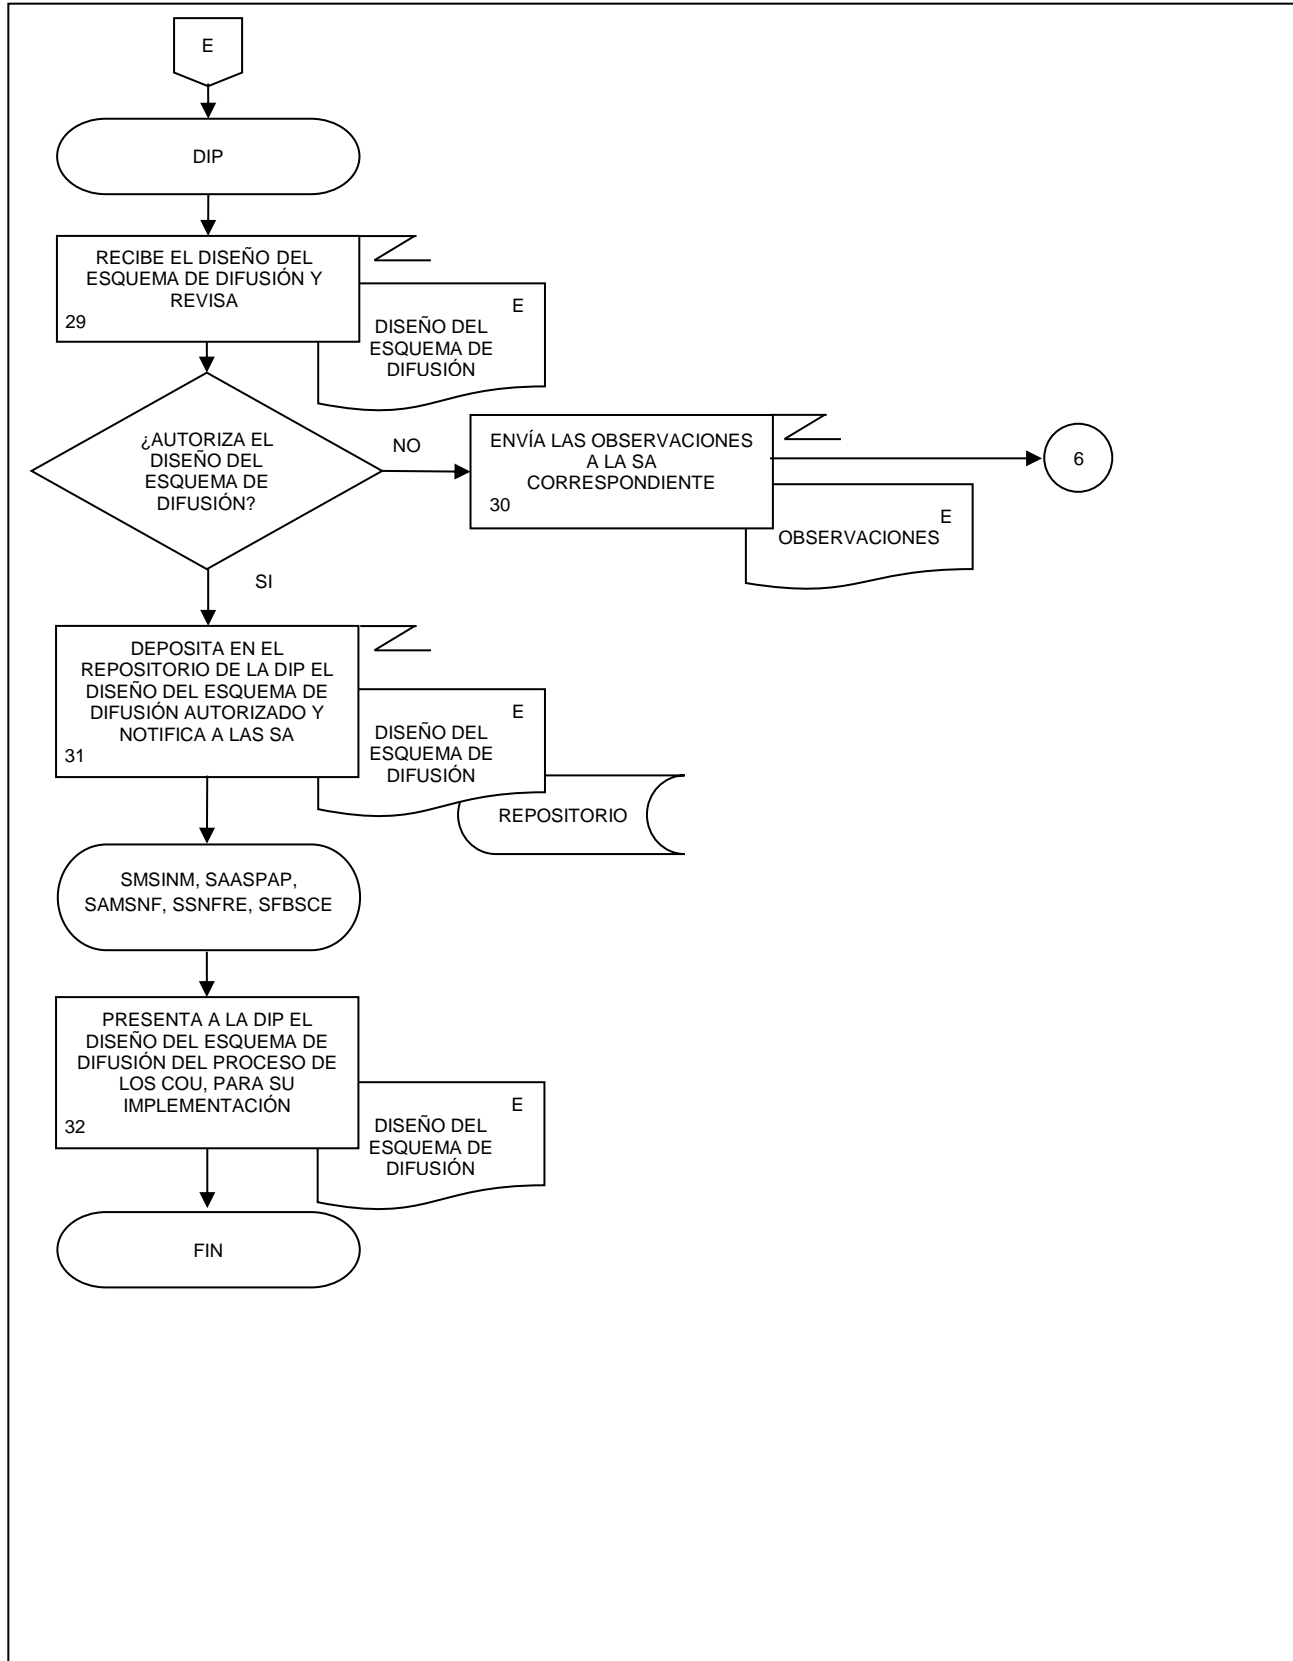 E
DIP
RECIBE EL DISEÑO DEL
ESQUEMA DE DIFUSIÓN Y
REVISA
29
E
DISEÑO DEL
ESQUEMA DE
DIFUSIÓN
¿AUTORIZA EL
DISEÑO DEL
ESQUEMA DE
DIFUSIÓN?
NO
ENVÍA LAS OBSERVACIONES
A LA SA
CORRESPONDIENTE
30
6
E
OBSERVACIONES
SI
DEPOSITA EN EL
REPOSITORIO DE LA DIP EL
DISEÑO DEL ESQUEMA DE
DIFUSIÓN AUTORIZADO Y
NOTIFICA A LAS SA
31
E
DISEÑO DEL
ESQUEMA DE
DIFUSIÓN
REPOSITORIO
SMSINM, SAASPAP,
SAMSNF, SSNFRE, SFBSCE
PRESENTA A LA DIP EL
DISEÑO DEL ESQUEMA DE
DIFUSIÓN DEL PROCESO DE
LOS COU, PARA SU
IMPLEMENTACIÓN
32
E
DISEÑO DEL
ESQUEMA DE
DIFUSIÓN
FIN